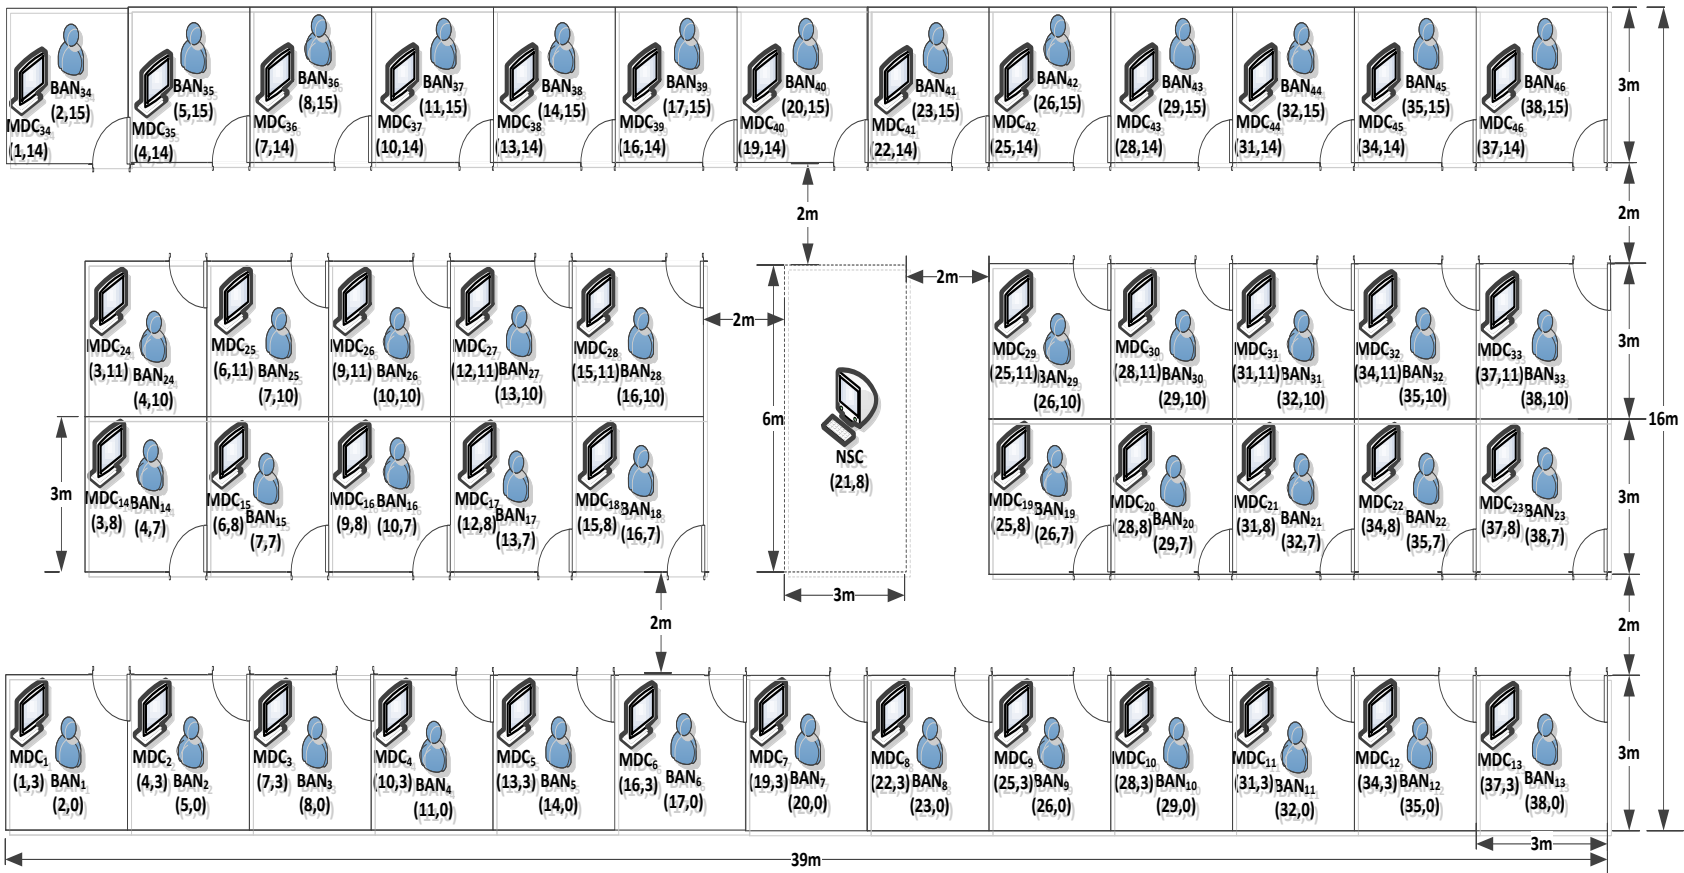 BAN34 BAN35 BAN36 BAN37 BAN38 BAN39 BAN40 BAN41 BAN42 BAN43 BAN44 BAN45 BAN46
(2,15) (5,15) (8,15) (11,15) (14,15) (17,15) (20,15) (23,15) (26,15) (29,15) (32,15) (35,15) (38,15) 3m
MDC34 MDC35 MDC36 MDC37 MDC38 MDC39 MDC40 MDC41 MDC42 MDC43 MDC44 MDC45 MDC46
(1,14) (4,14) (7,14) (10,14) (13,14) (16,14) (19,14) (22,14) (25,14) (28,14) (31,14) (34,14) (37,14)
2m 2m
2m 2m
MDC24 MDC25 MDC26 MDC27 MDC28 MDC29 MDC30 MDC31 MDC32 MDC33 3m
(3,11) (6,11) (9,11) (12,11) (15,11) (25,11) (28,11) (31,11) (34,11) (37,11)
BAN24 BAN25 BAN26 BAN27 BAN28 BAN29 BAN30 BAN31 BAN32 BAN33
(4,10) (7,10) (10,10) (13,10) (16,10) (26,10) (29,10) (32,10) (35,10) (38,10)
6m 16m
NSC
(21,8)
3m MDC14 MDC15 MDC16 MDC17 MDC18 MDC19 MDC20 MDC21 MDC22 MDC23 3m
(3,8) (6,8) (9,8) (12,8) (15,8) (25,8) (28,8) (31,8) (34,8) (37,8)
BAN14 BAN15 BAN16 BAN17 BAN18 BAN19 BAN20 BAN21 BAN22 BAN23
(4,7) (7,7) (10,7) (13,7) (16,7) (26,7) (29,7) (32,7) (35,7) (38,7)
3m
2m 2m
MDC1 MDC2 MDC3 MDC4 MDC5 MDC6 MDC7 MDC8 MDC9 MDC10 MDC11 MDC12 MDC13 3m
(1,3) (4,3) (7,3) (10,3) (13,3) (16,3) (19,3) (22,3) (25,3) (28,3) (31,3) (34,3) (37,3)
BAN1 BAN2 BAN3 BAN4 BAN5 BAN6 BAN7 BAN8 BAN9 BAN10 BAN11 BAN12 BAN13
(2,0) (5,0) (8,0) (11,0) (14,0) (17,0) (20,0) (23,0) (26,0) (29,0) (32,0) (35,0) (38,0)
3m
39m